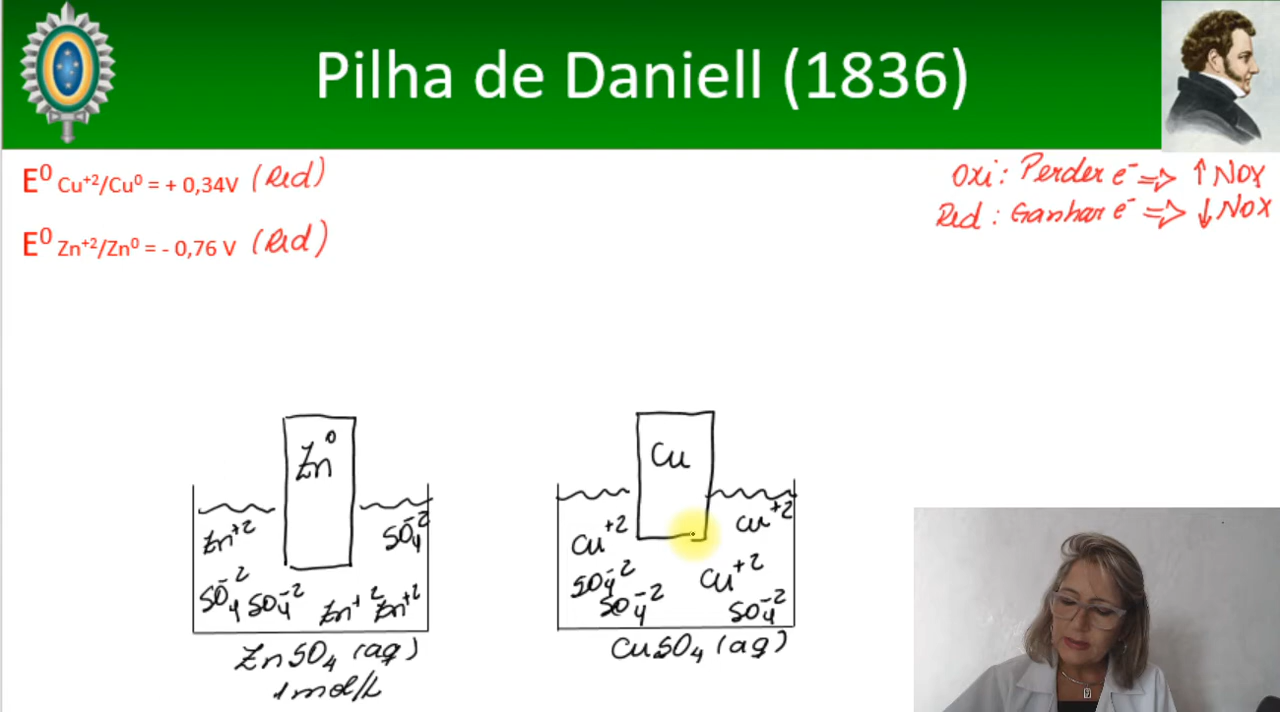 Pilha de Daniell (1836)
E⁰ Cu⁺²/Cu⁰ = + 0,34V (Red)
E⁰ Zn⁺²/Zn⁰ = - 0,76 V (Red)
Oxi: Perder e⁻ => ↑ NOX
Red: Ganhar e⁻ => ↓ NOX
Zn⁰
Zn⁺² SO₄⁻²
SO₄⁻² SO₄⁻² Zn⁺² Zn⁺²
ZnSO₄ (aq)
1mol/L
Cu
Cu⁺² Cu⁺²
SO₄⁻² Cu⁺²
SO₄⁻² SO₄⁻²
CuSO₄ (aq)